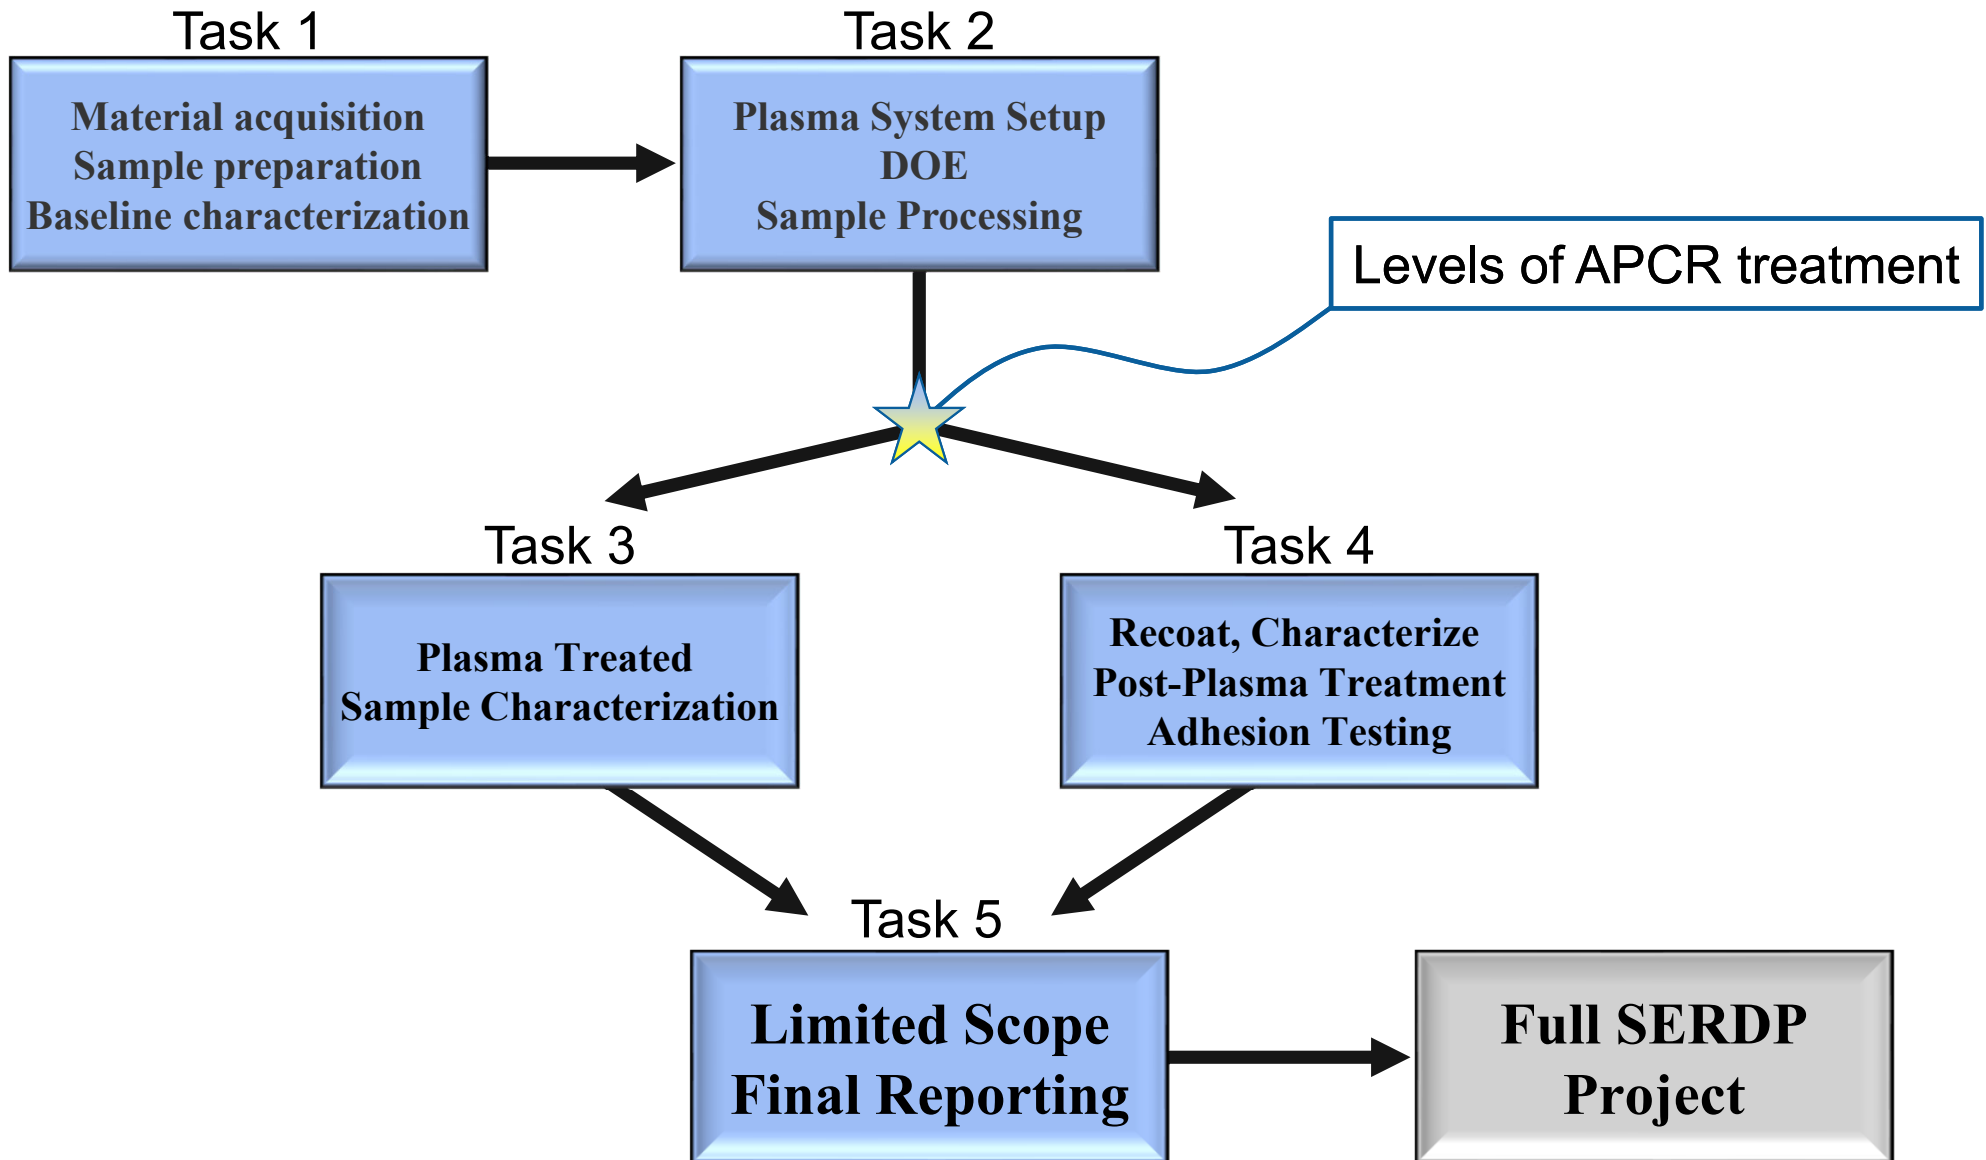 Task 1
Material acquisition
Sample preparation
Baseline characterization
Task 2
Plasma System Setup
DOE
Sample Processing
Levels of APCR treatment
Task 3
Plasma Treated
Sample Characterization
Task 4
Recoat, Characterize
Post-Plasma Treatment
Adhesion Testing
Task 5
Limited Scope
Final Reporting
Full SERDP
Project